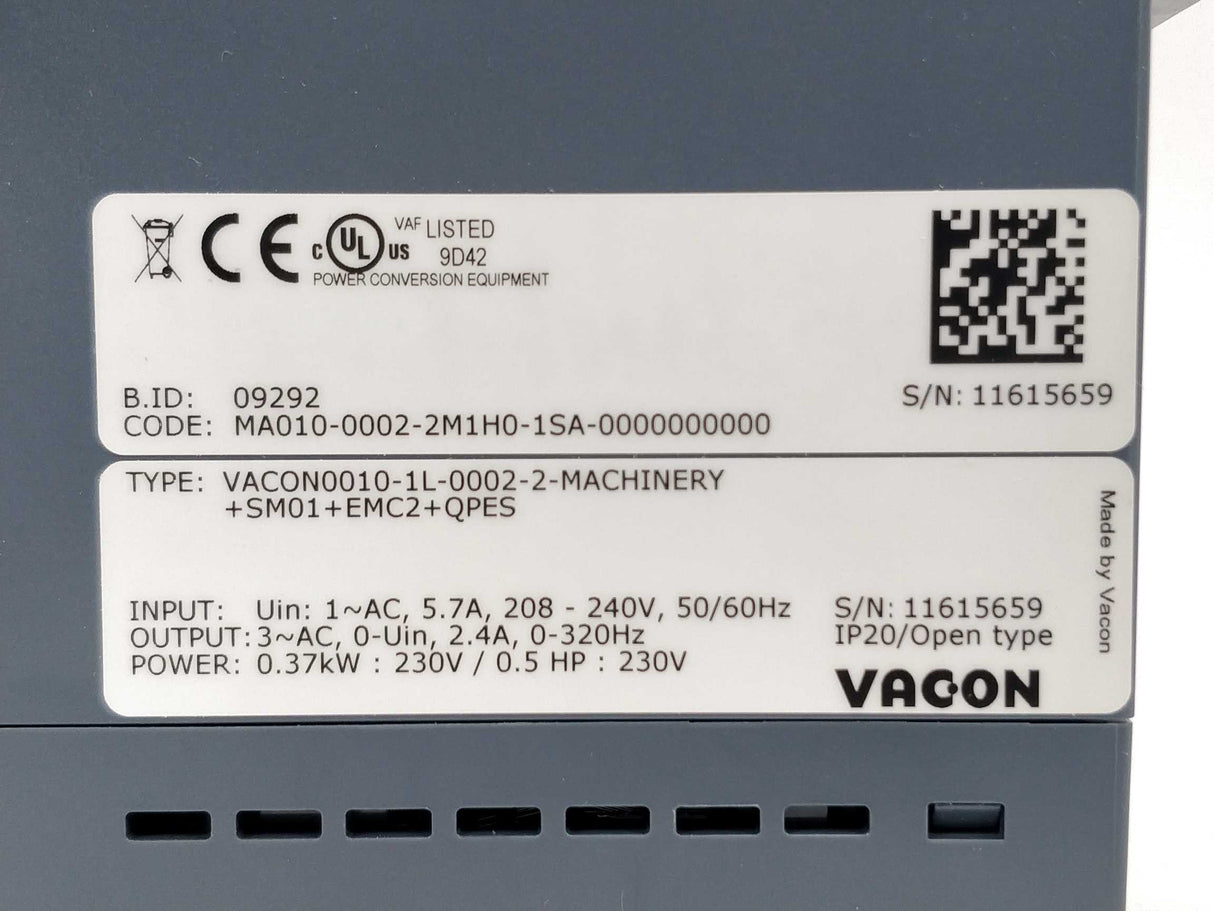 CE c UL US VAF LISTED
9D42
POWER CONVERSION EQUIPMENT
B.ID: 09292
S/N: 11615659
CODE: MA010-0002-2M1H0-1SA-0000000000
TYPE: VACON0010-1L-0002-2-MACHINERY
+SM01+EMC2+QPES
Made by Vacon
INPUT: Uin: 1~AC, 5.7A, 208 - 240V, 50/60Hz
S/N: 11615659
OUTPUT: 3~AC, 0-Uin, 2.4A, 0-320Hz
IP20/Open type
POWER: 0.37kW : 230V / 0.5 HP : 230V
VACON